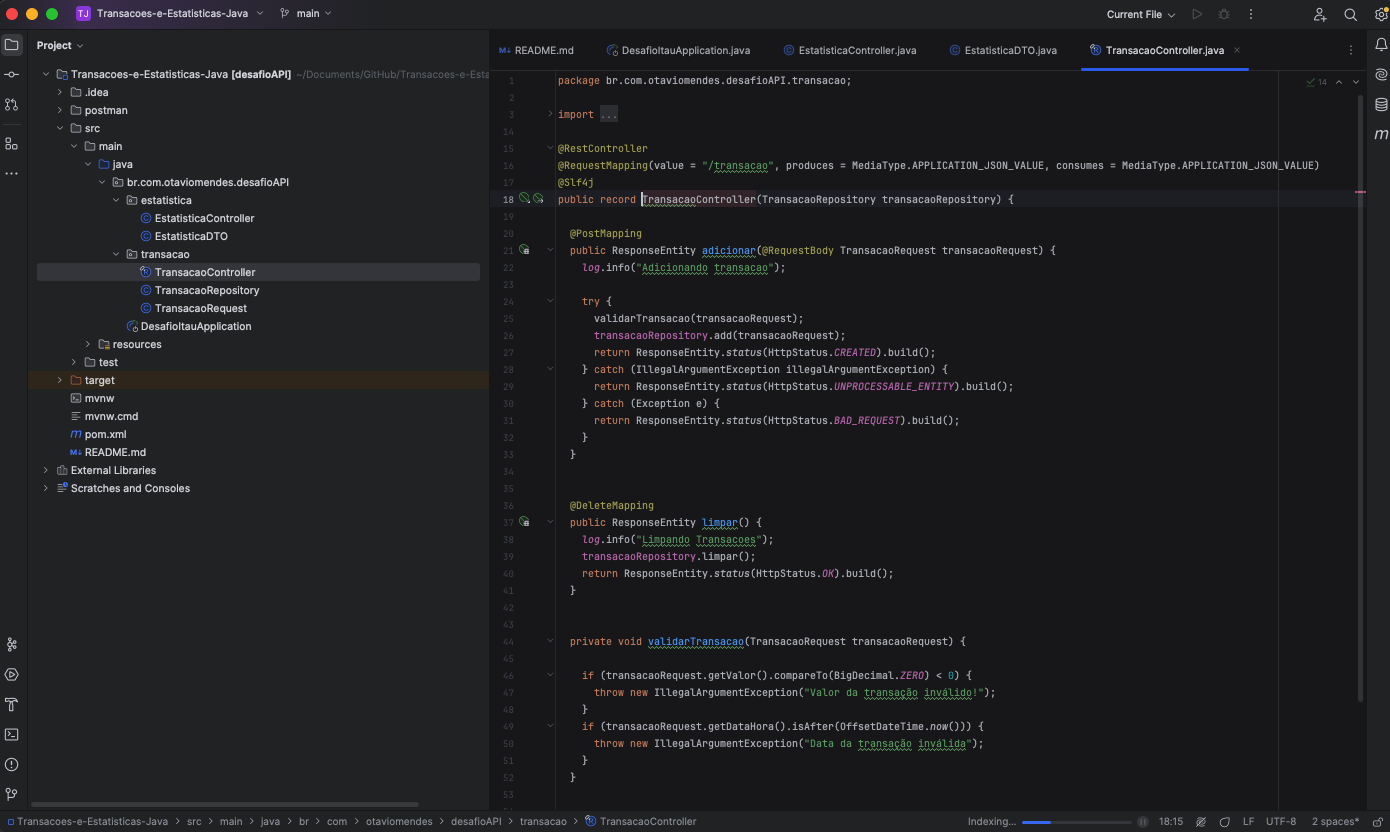 TJ Transacoes-e-Estatisticas-Java main Current File
Project
Transacoes-e-Estatisticas-Java [desafioAPI] ~/Documents/GitHub/Transacoes-e-Esta
.idea
postman
src
main
java
br.com.otaviomendes.desafioAPI
estatistica
EstatisticaController
EstatisticaDTO
transacao
TransacaoController
TransacaoRepository
TransacaoRequest
DesafioItauApplication
resources
test
target
mvnw
mvnw.cmd
m pom.xml
M↓ README.md
External Libraries
Scratches and Consoles
M↓ README.md DesafioItauApplication.java EstatisticaController.java EstatisticaDTO.java TransacaoController.java
14
1 package br.com.otaviomendes.desafioAPI.transacao;
2
3 import ...
14
15 @RestController
16 @RequestMapping(value = "/transacao", produces = MediaType.APPLICATION_JSON_VALUE, consumes = MediaType.APPLICATION_JSON_VALUE)
17 @Slf4j
18 public record TransacaoController(TransacaoRepository transacaoRepository) {
19
20 @PostMapping
21 public ResponseEntity adicionar(@RequestBody TransacaoRequest transacaoRequest) {
22 log.info("Adicionando transacao");
23
24 try {
25 validarTransacao(transacaoRequest);
26 transacaoRepository.add(transacaoRequest);
27 return ResponseEntity.status(HttpStatus.CREATED).build();
28 } catch (IllegalArgumentException illegalArgumentException) {
29 return ResponseEntity.status(HttpStatus.UNPROCESSABLE_ENTITY).build();
30 } catch (Exception e) {
31 return ResponseEntity.status(HttpStatus.BAD_REQUEST).build();
32 }
33 }
34
35
36 @DeleteMapping
37 public ResponseEntity limpar() {
38 log.info("Limpando Transacoes");
39 transacaoRepository.limpar();
40 return ResponseEntity.status(HttpStatus.OK).build();
41 }
42
43
44 private void validarTransacao(TransacaoRequest transacaoRequest) {
45
46 if (transacaoRequest.getValor().compareTo(BigDecimal.ZERO) < 0) {
47 throw new IllegalArgumentException("Valor da transação inválido!");
48 }
49 if (transacaoRequest.getDataHora().isAfter(OffsetDateTime.now())) {
50 throw new IllegalArgumentException("Data da transação inválida");
51 }
52 }
53
Transacoes-e-Estatisticas-Java > src > main > java > br > com > otaviomendes > desafioAPI > transacao > TransacaoController Indexing... 18:15 LF UTF-8 2 spaces*